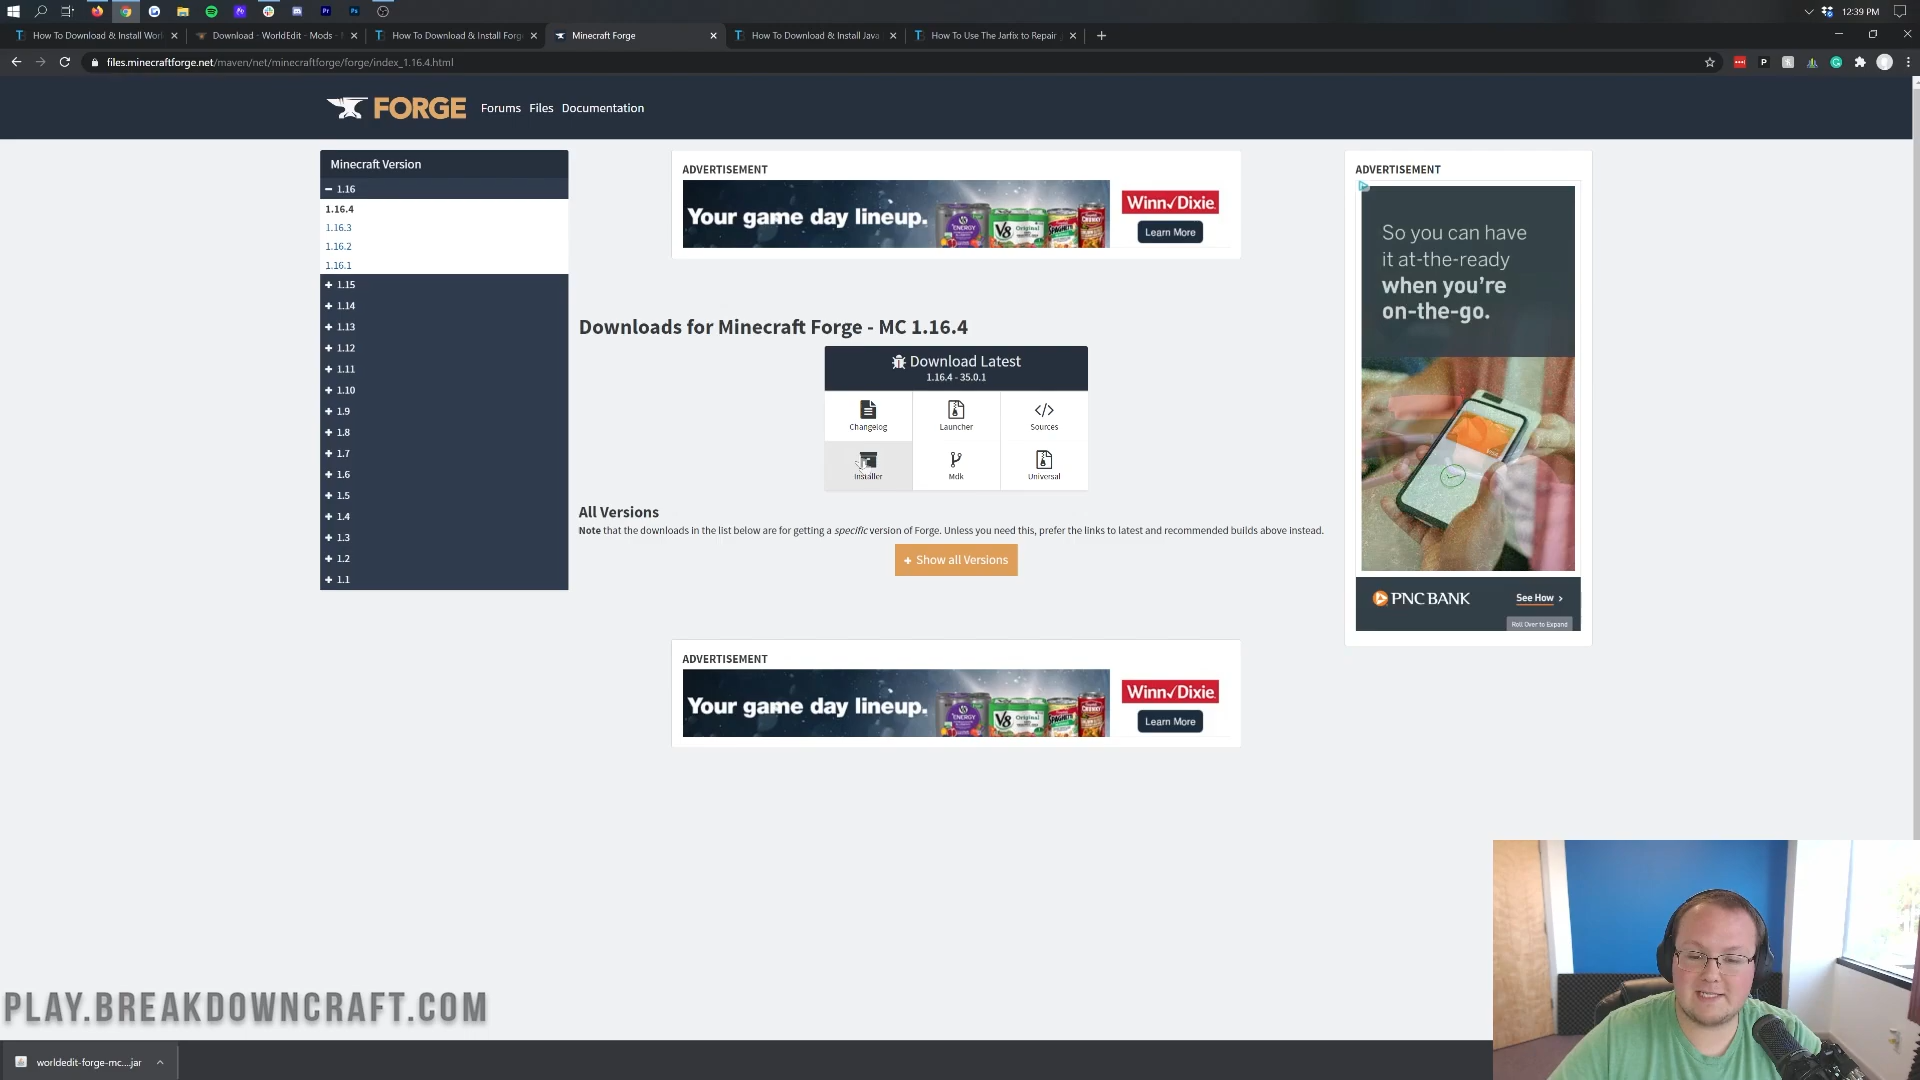 12:39 PM
How To Download & Install Worl
Download - WorldEdit - Mods -
How To Download & Install Forg
Minecraft Forge
How To Download & Install Java
How To Use The Jarfix to Repair
files.minecraftforge.net/maven/net/minecraftforge/forge/index_1.16.4.html
FORGE
Forums Files Documentation
Minecraft Version
1.16
1.16.4
1.16.3
1.16.2
1.16.1
1.15
1.14
1.13
1.12
1.11
1.10
1.9
1.8
1.7
1.6
1.5
1.4
1.3
1.2
1.1
ADVERTISEMENT
Your game day lineup.
Winn✓Dixie
Learn More
Downloads for Minecraft Forge - MC 1.16.4
Download Latest
1.16.4 - 35.0.1
Changelog
Launcher
Sources
Installer
Mdk
Universal
All Versions
Note that the downloads in the list below are for getting a specific version of Forge. Unless you need this, prefer the links to latest and recommended builds above instead.
+ Show all Versions
ADVERTISEMENT
Your game day lineup.
Winn✓Dixie
Learn More
ADVERTISEMENT
So you can have
it at-the-ready
when you're
on-the-go.
PNC BANK
See How >
Roll Over to Expand
PLAY.BREAKDOWNCRAFT.COM
worldedit-forge-mc....jar